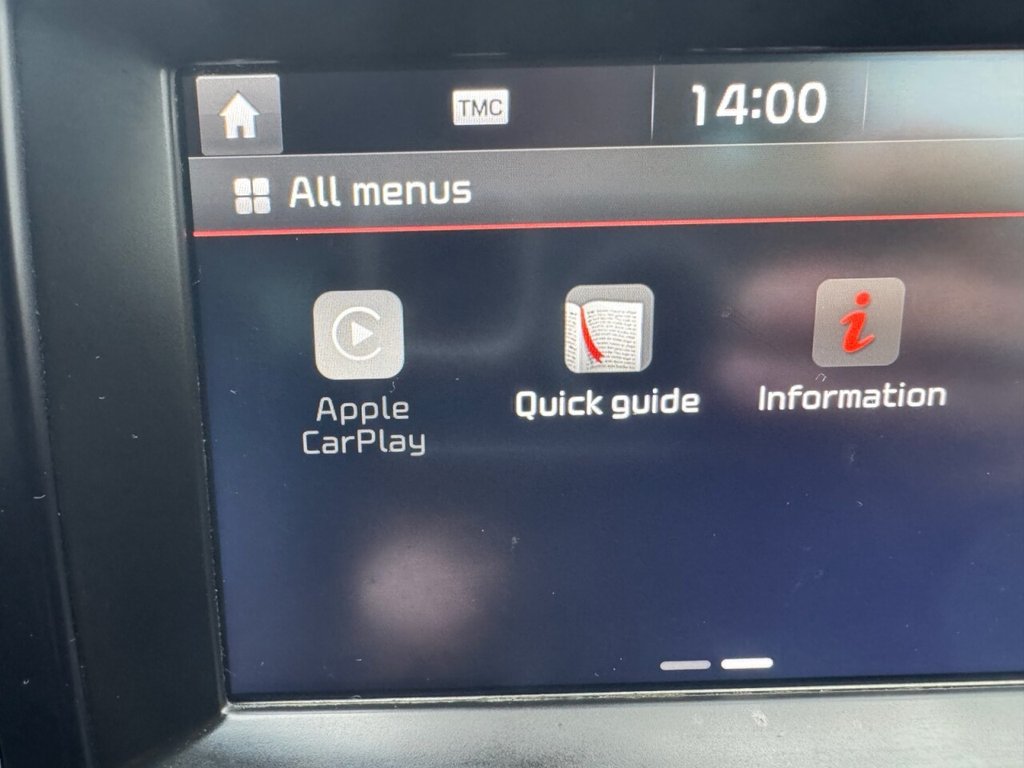 TMC
14:00
All menus
Apple
CarPlay
Quick guide
Information